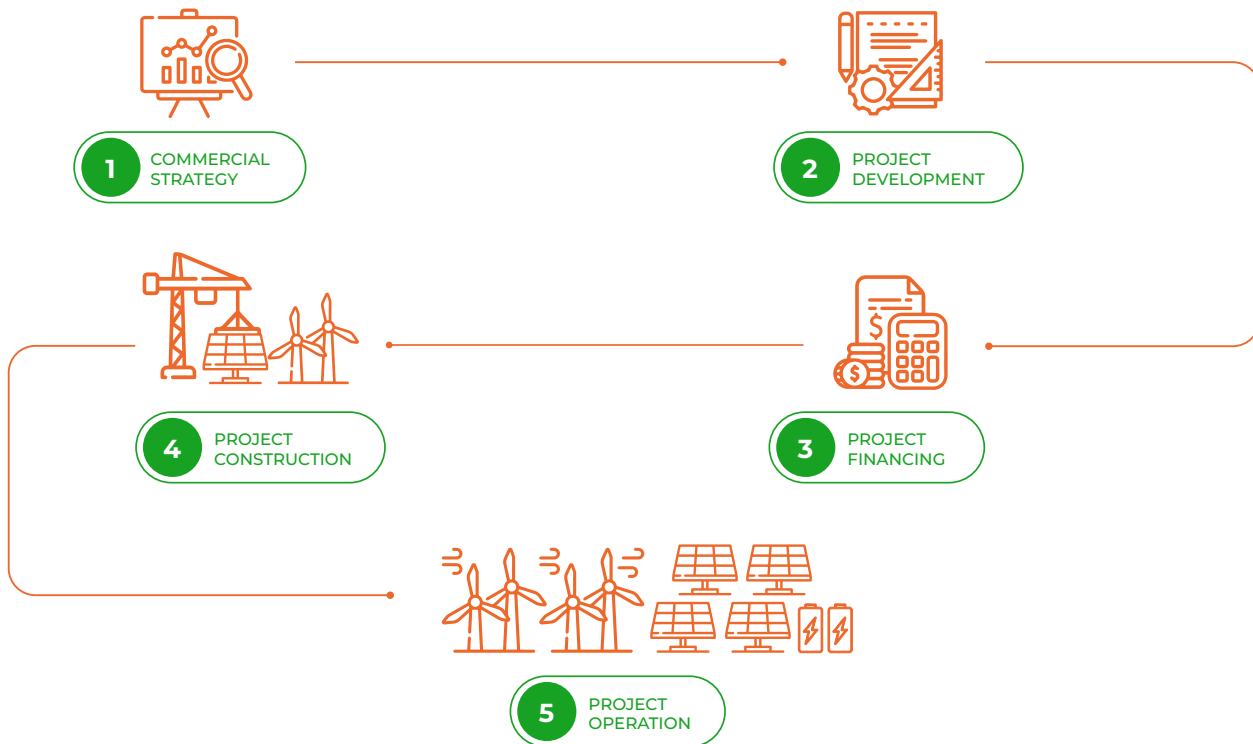 1
COMMERCIAL
STRATEGY
2
PROJECT
DEVELOPMENT
$
$
3
PROJECT
FINANCING
4
PROJECT
CONSTRUCTION
5
PROJECT
OPERATION